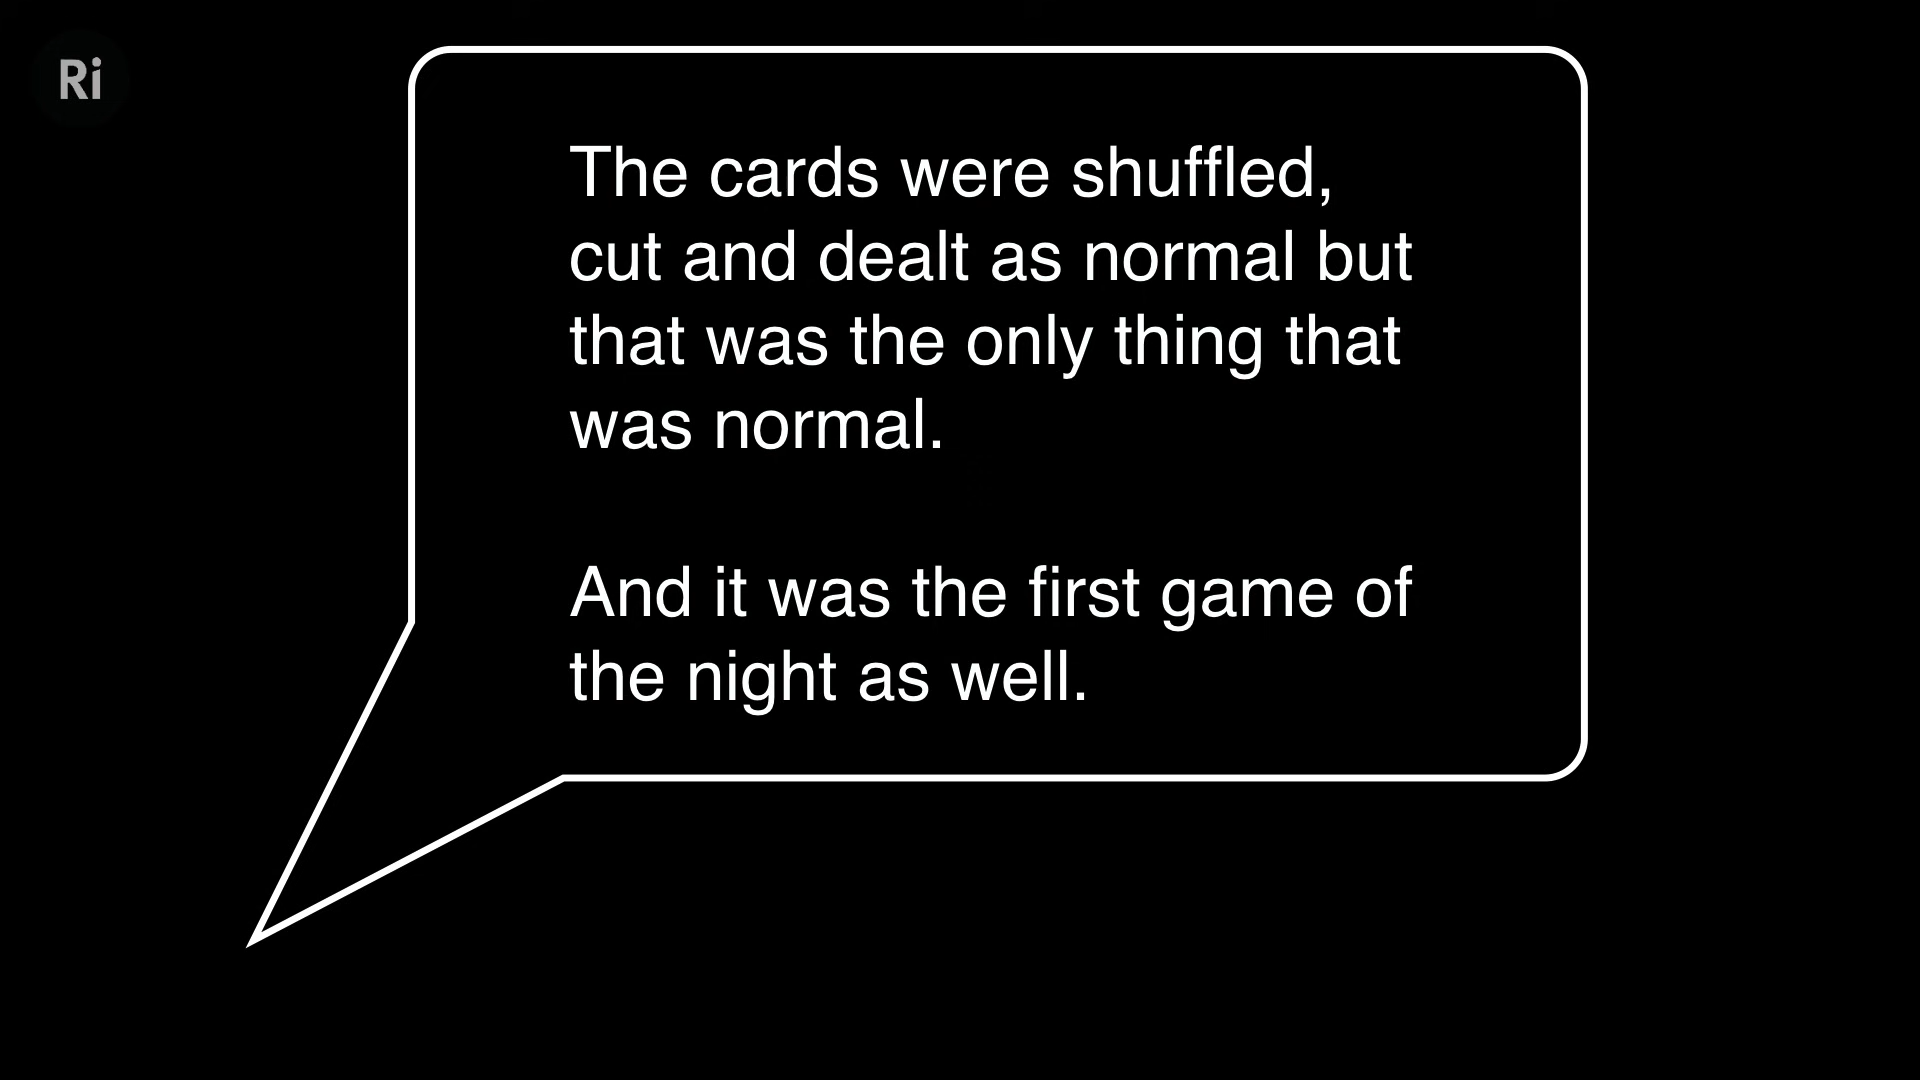 Ri
The cards were shuffled,
cut and dealt as normal but
that was the only thing that
was normal.
And it was the first game of
the night as well.